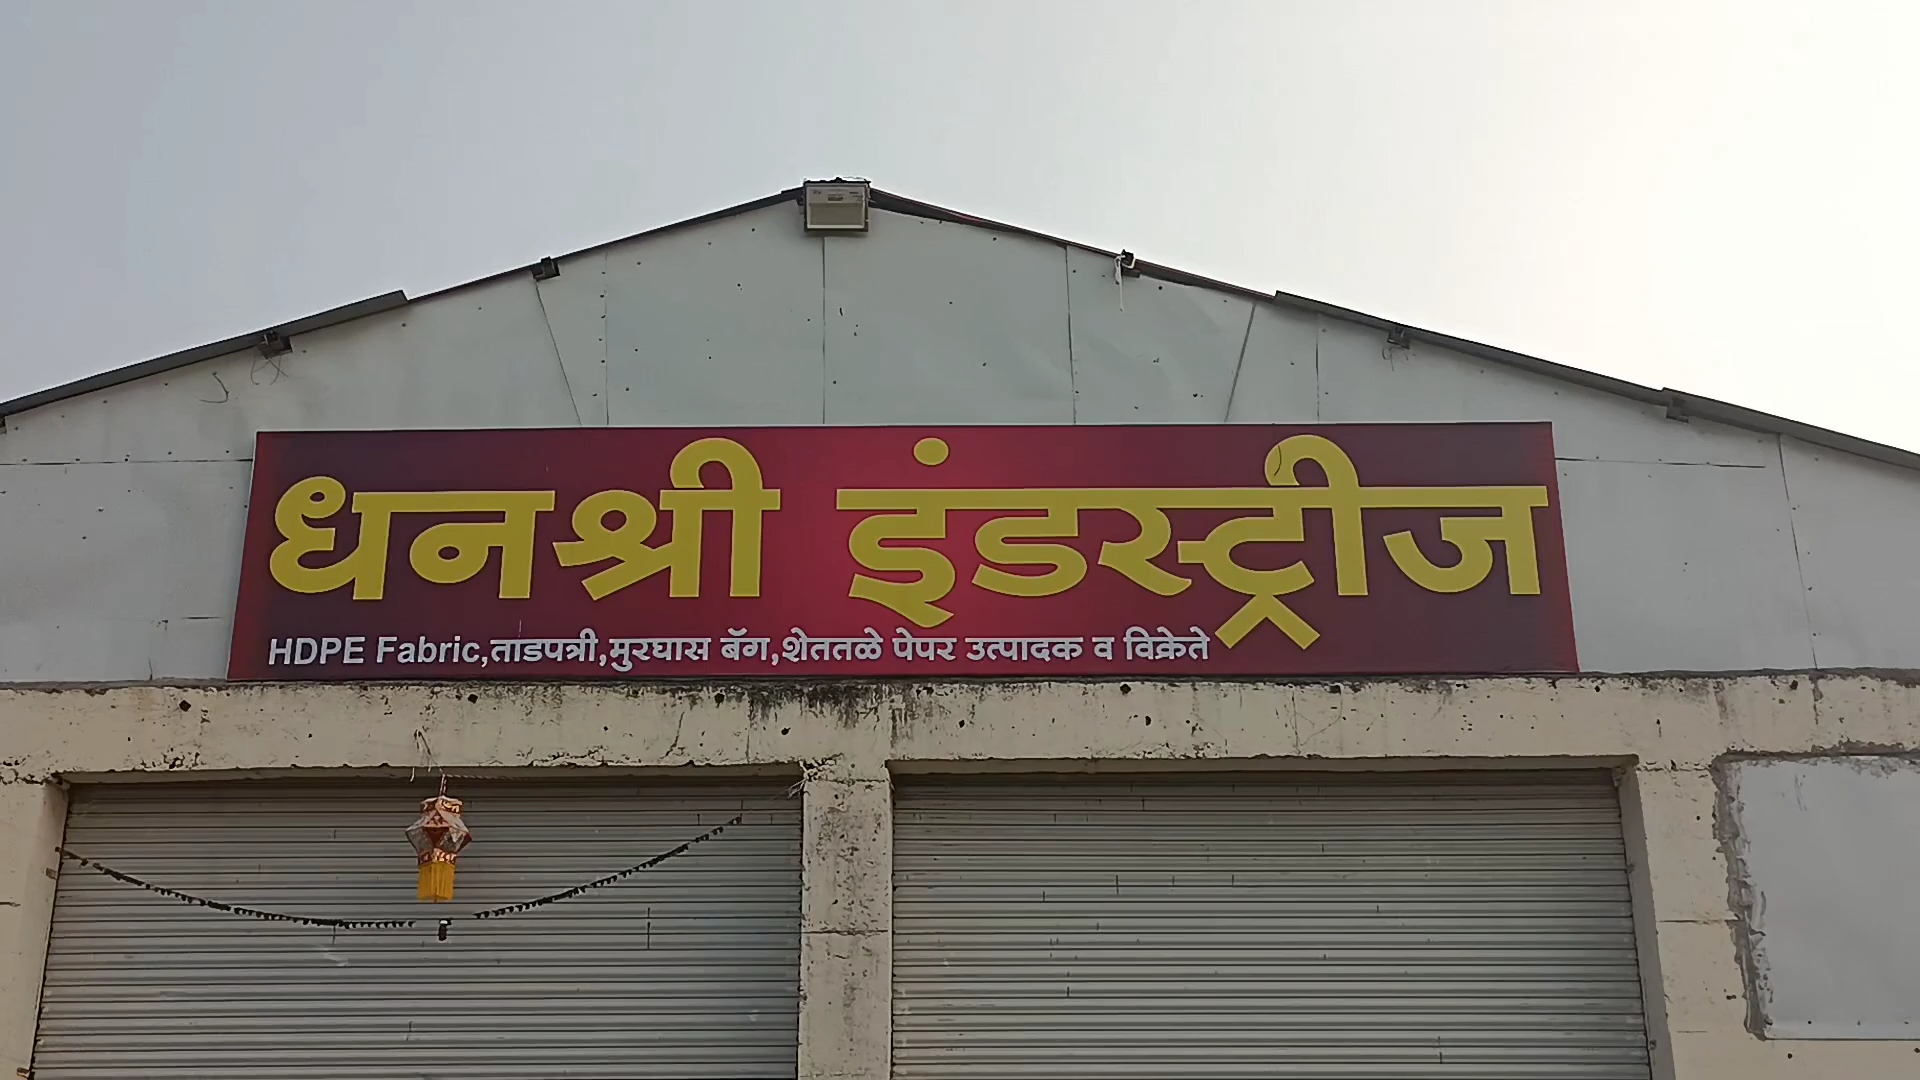 धनश्री इंडस्ट्रीज
HDPE Fabric,ताडपत्री,मुरघास बॅग,शेततळे पेपर उत्पादक व विक्रेते